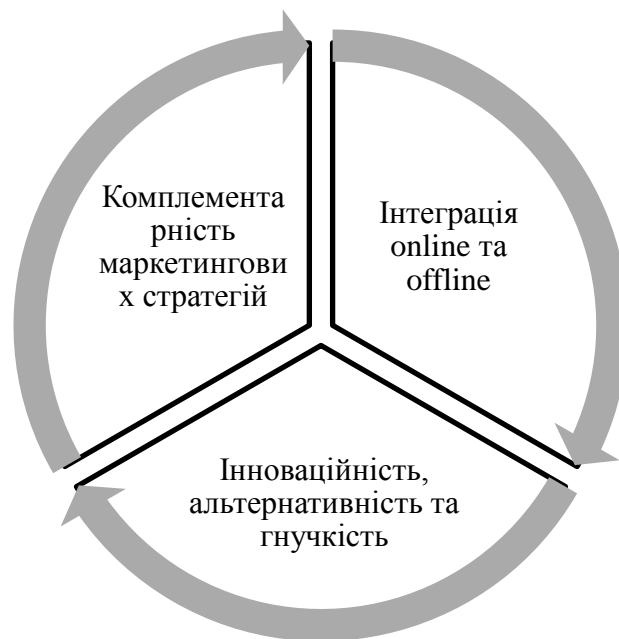 Комплемента
рність
маркетингови
х стратегій
Інтеграція
online та
offline
Інноваційність,
альтернативність та
гнучкість